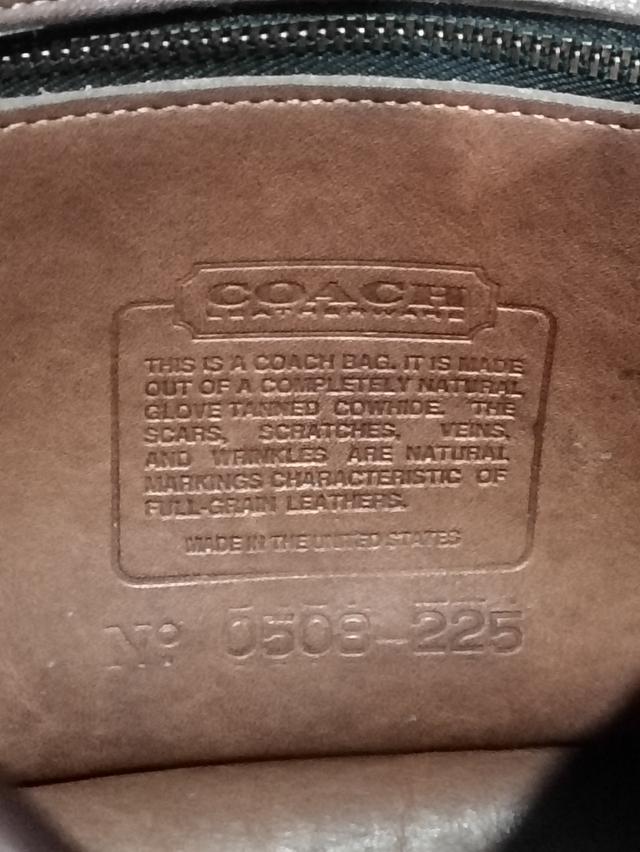 COACH
LEATHERWARE
THIS IS A COACH BAG. IT IS MADE
OUT OF A COMPLETELY NATURAL
GLOVE TANNED COWHIDE. THE
SCARS, SCRATCHES, VEINS,
AND WRINKLES ARE NATURAL
MARKINGS CHARACTERISTIC OF
FULL-GRAIN LEATHERS.
MADE IN THE UNITED STATES
Nº 0508-225